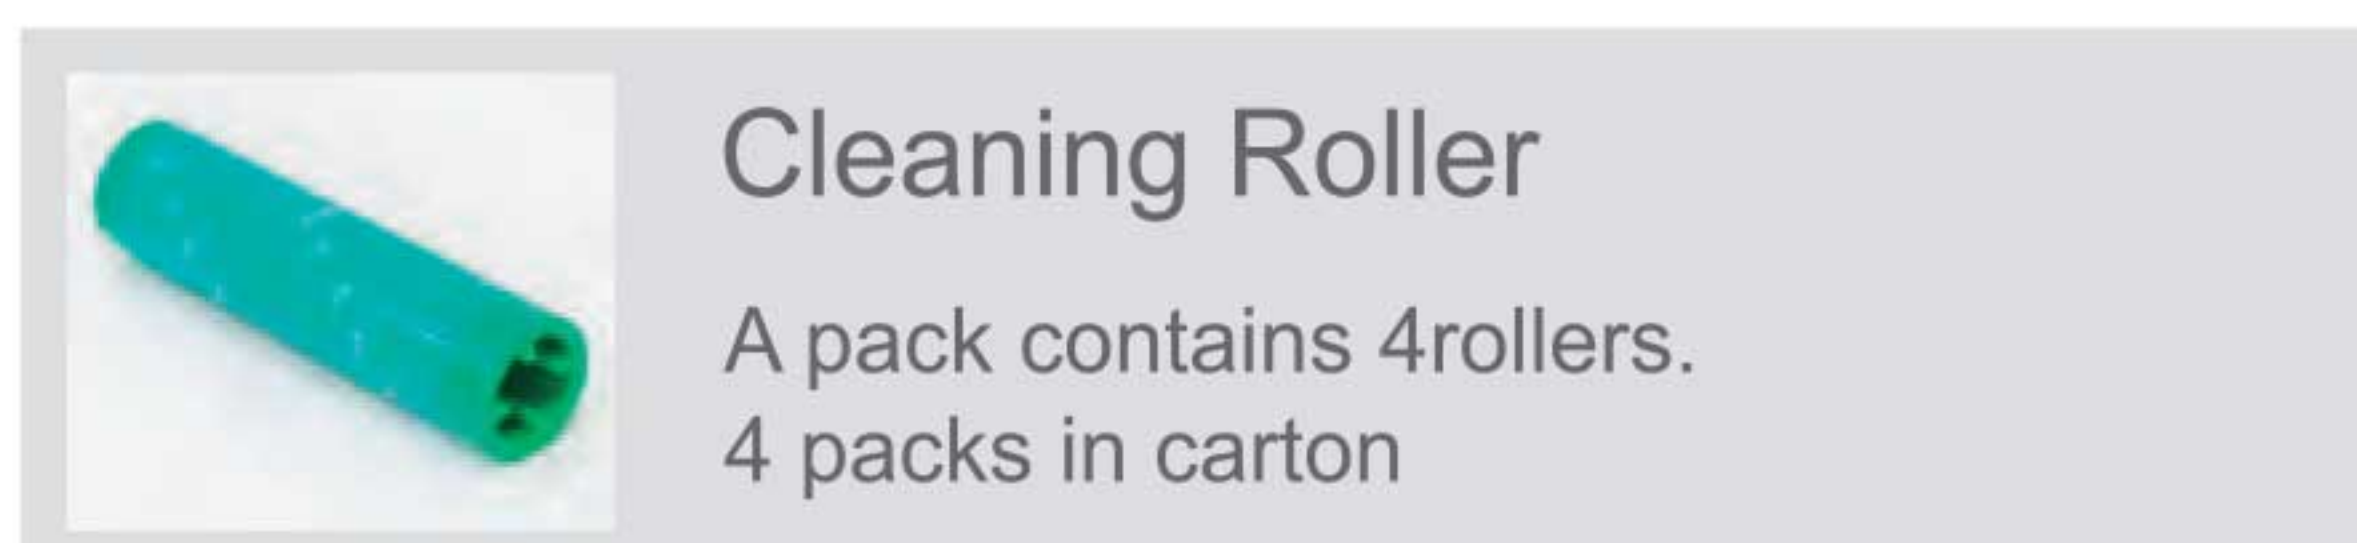 Cleaning Roller
A pack contains 4rollers.
4 packs in carton